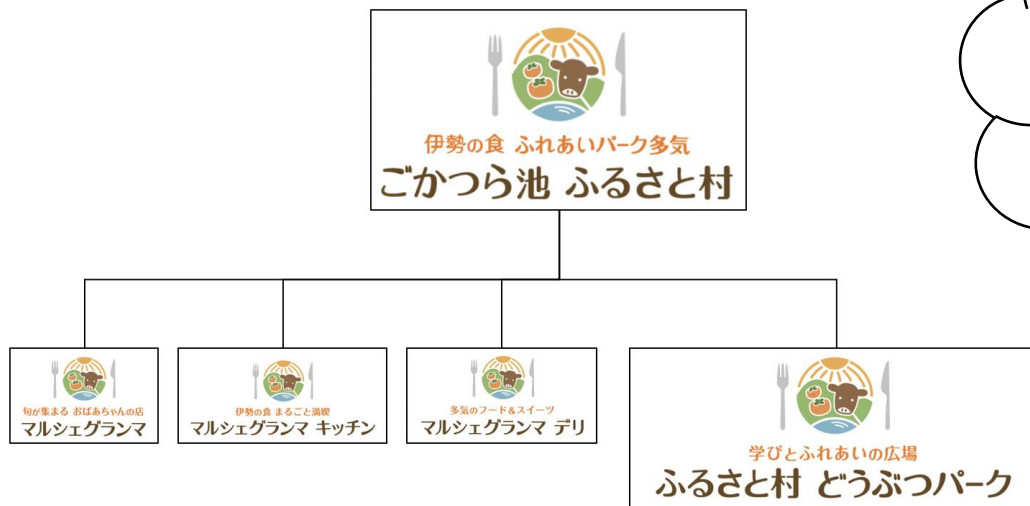 伊勢の食 ふれあいパーク多気
ごかつら池 ふるさと村
旬が集まる おばあちゃんの店
マルシェグランマ
伊勢の食 まるごと満喫
マルシェグランマ キッチン
多気のフード&スイーツ
マルシェグランマ デリ
学びとふれあいの広場
ふるさと村 どうぶつパーク